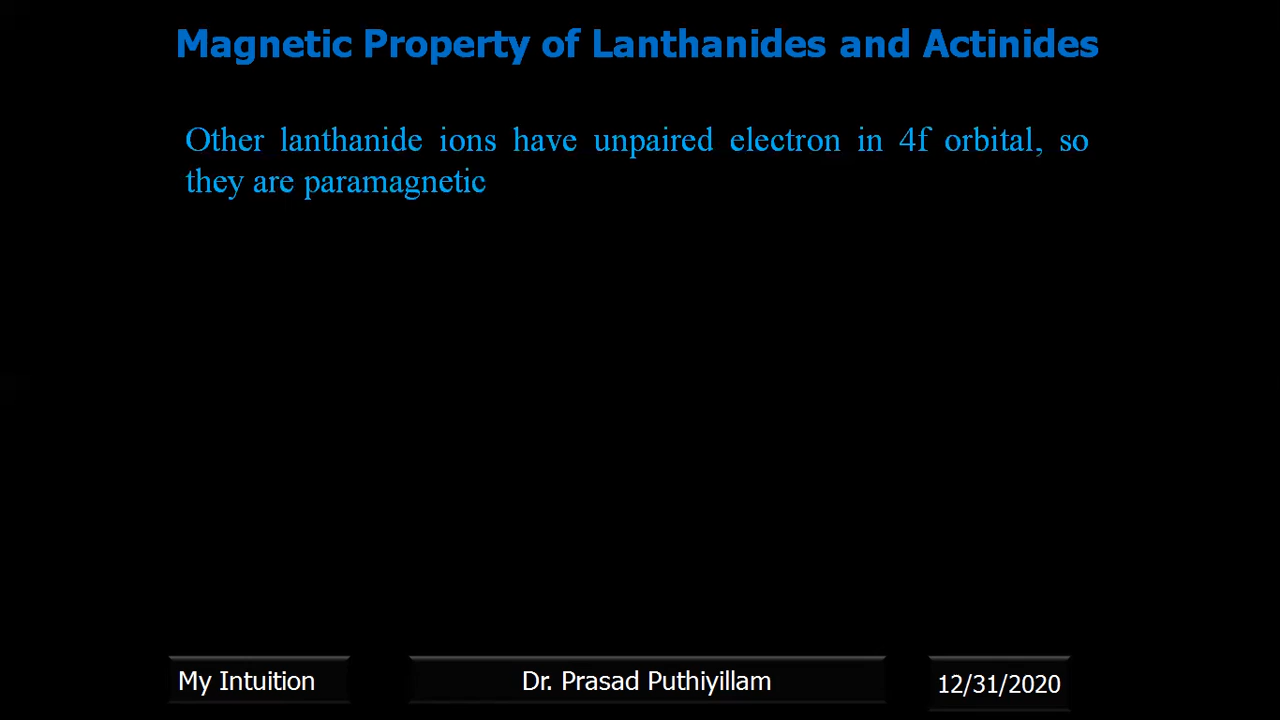 Magnetic Property of Lanthanides and Actinides
Other lanthanide ions have unpaired electron in 4f orbital, so
they are paramagnetic
My Intuition
Dr. Prasad Puthiyillam
12/31/2020